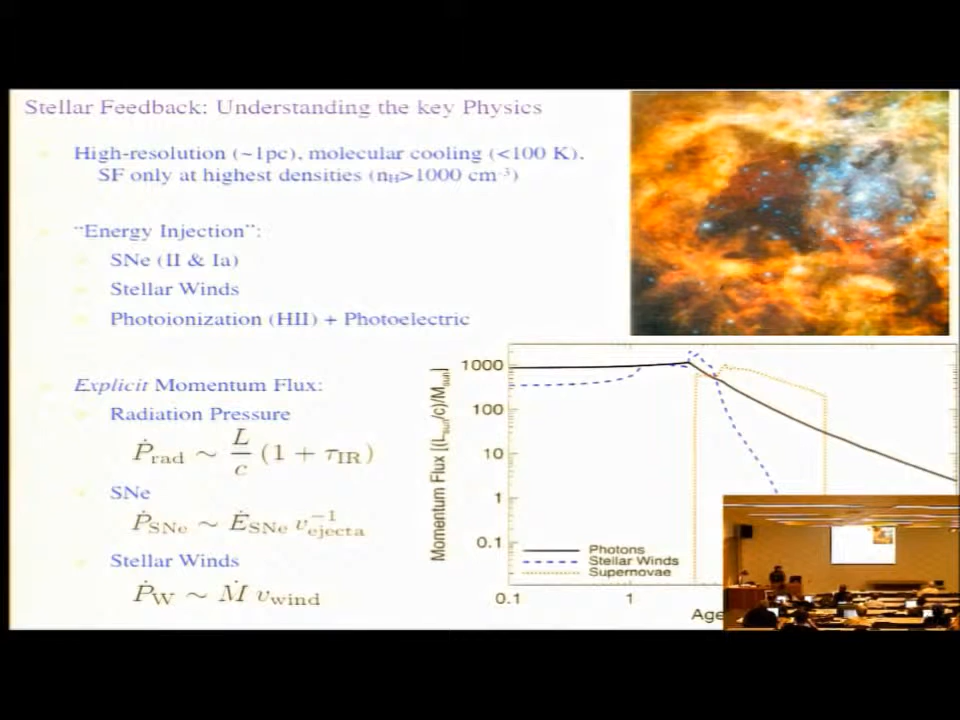 Stellar Feedback: Understanding the key Physics
High-resolution (~1pc), molecular cooling (<100 K),
SF only at highest densities (nH>1000 cm-3)
“Energy Injection”:
SNe (II & Ia)
Stellar Winds
Photoionization (HII) + Photoelectric
Explicit Momentum Flux:
Radiation Pressure
Ṗrad ~ L/c (1 + τIR)
SNe
ṖSNe ~ ĖSNe v⁻¹ejecta
Stellar Winds
ṖW ~ Ṁ vwind
Momentum Flux [(Lsun/c)/Msun]
1000
100
10
1
0.1
Photons
Stellar Winds
Supernovae
0.1
1
Age